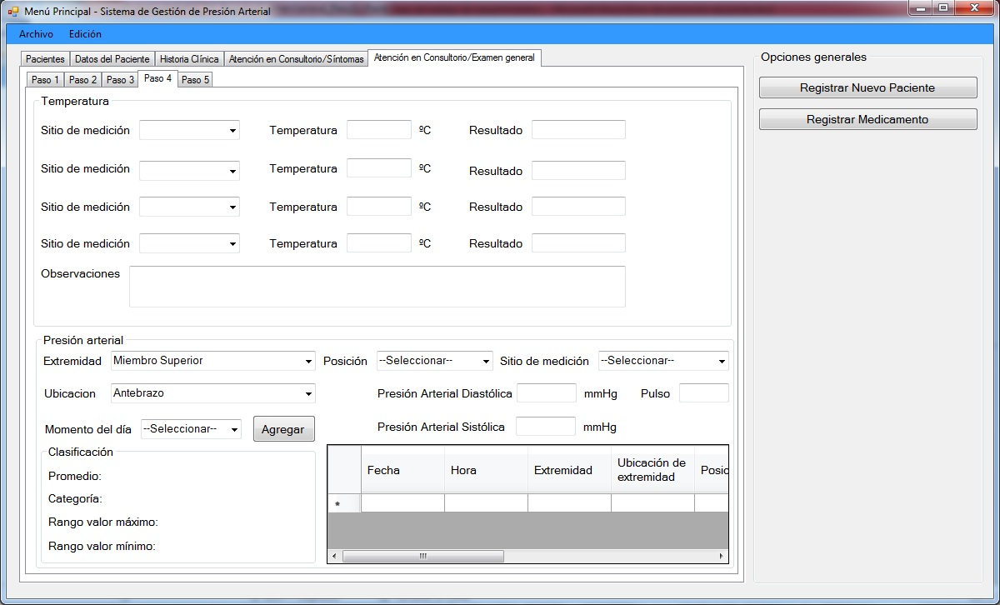 Menú Principal - Sistema de Gestión de Presión Arterial
Archivo Edición
Pacientes Datos del Paciente Historia Clínica Atención en Consultorio/Síntomas Atención en Consultorio/Examen general
Paso 1 Paso 2 Paso 3 Paso 4 Paso 5
Opciones generales
Registrar Nuevo Paciente
Registrar Medicamento
Temperatura
Sitio de medición Temperatura ºC Resultado
Sitio de medición Temperatura ºC Resultado
Sitio de medición Temperatura ºC Resultado
Sitio de medición Temperatura ºC Resultado
Observaciones
Presión arterial
Extremidad Miembro Superior Posición --Seleccionar-- Sitio de medición --Seleccionar--
Ubicacion Antebrazo Presión Arterial Diastólica mmHg Pulso
Momento del día --Seleccionar-- Agregar Presión Arterial Sistólica mmHg
Clasificación
Promedio:
Categoría:
Rango valor máximo:
Rango valor mínimo:
Fecha Hora Extremidad Ubicación de extremidad Posic
*